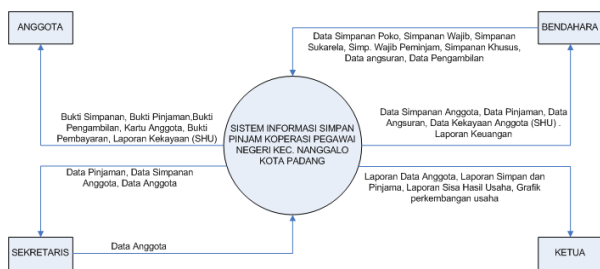 ANGGOTA
BENDAHARA
Data Simpanan Poko, Simpanan Wajib, Simpanan
Sukarela, Simp. Wajib Peminjam, Simpanan Khusus,
Data angsuran, Data Pengambilan
Bukti Simpanan, Bukti Pinjaman,Bukti
Pengambilan, Kartu Anggota, Bukti
Pembayaran, Laporan Kekayaan (SHU)
SISTEM INFORMASI SIMPAN
PINJAM KOPERASI PEGAWAI
NEGERI KEC. NANGGALO
KOTA PADANG
Data Simpanan Anggota, Data Pinjaman, Data
Angsuran, Data Kekayaan Anggota (SHU) .
Laporan Keuangan
Data Pinjaman, Data Simpanan
Anggota, Data Anggota
Laporan Data Anggota, Laporan Simpan dan
Pinjama, Laporan Sisa Hasil Usaha, Grafik
perkembangan usaha
SEKRETARIS
Data Anggota
KETUA